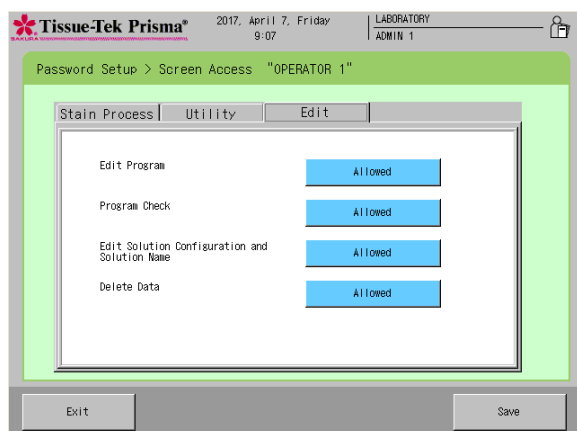 Tissue-Tek Prisma®
SAKURA
2017, April 7, Friday
9:07
LABORATORY
ADMIN 1
Password Setup > Screen Access "OPERATOR 1"
Stain Process Utility Edit
Edit Program Allowed
Program Check Allowed
Edit Solution Configuration and
Solution Name Allowed
Delete Data Allowed
Exit Save